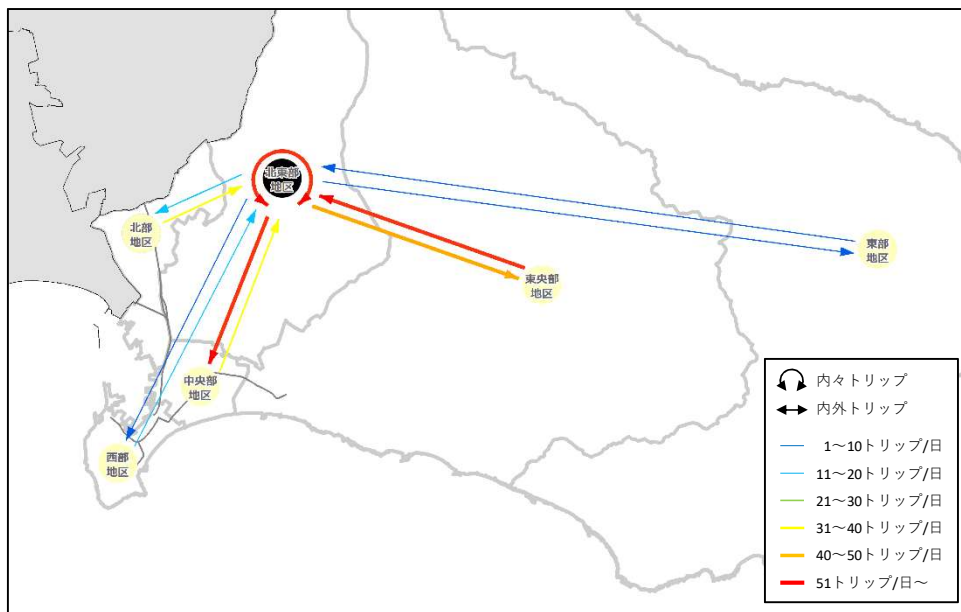 北東部
地区
北部
地区
東部
地区
東央部
地区
中央部
地区
西部
地区
内々トリップ
内外トリップ
1～10トリップ/日
11～20トリップ/日
21～30トリップ/日
31～40トリップ/日
40～50トリップ/日
51トリップ/日～